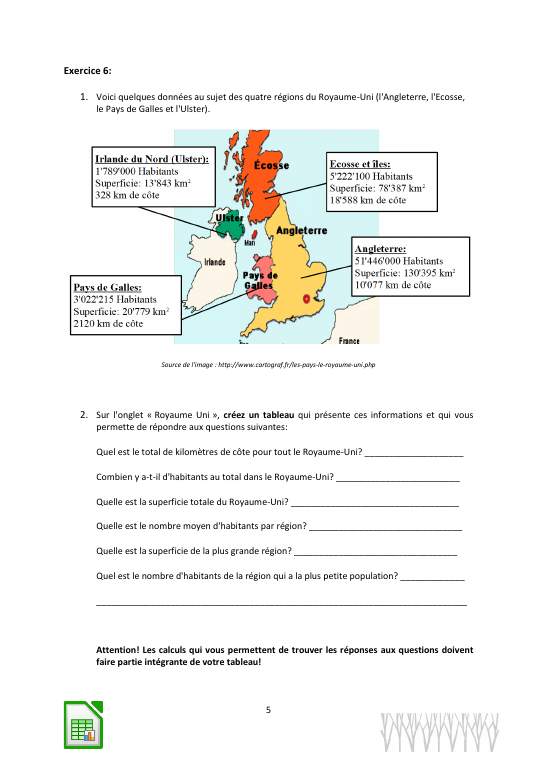 Exercice 6:
1. Voici quelques données au sujet des quatre régions du Royaume-Uni (l'Angleterre, l'Ecosse,
le Pays de Galles et l'Ulster).
Irlande du Nord (Ulster):
1'789'000 Habitants
Superficie: 13'843 km²
328 km de côte
Ecosse et îles:
5'222'100 Habitants
Superficie: 78'387 km²
18'588 km de côte
Écosse
Ulster
Man
Angleterre
Irlande
Pays de
Galles
France
Angleterre:
51'446'000 Habitants
Superficie: 130'395 km²
10'077 km de côte
Pays de Galles:
3'022'215 Habitants
Superficie: 20'779 km²
2120 km de côte
Source de l'image : http://www.cartograf.fr/les-pays-le-royaume-uni.php
2. Sur l'onglet « Royaume Uni », créez un tableau qui présente ces informations et qui vous
permette de répondre aux questions suivantes:
Quel est le total de kilomètres de côte pour tout le Royaume-Uni? ____________________
Combien y a-t-il d'habitants au total dans le Royaume-Uni? _________________________
Quelle est la superficie totale du Royaume-Uni? __________________________________
Quelle est le nombre moyen d'habitants par région? _______________________________
Quelle est la superficie de la plus grande région? _________________________________
Quel est le nombre d'habitants de la région qui a la plus petite population? _____________
___________________________________________________________________________
Attention! Les calculs qui vous permettent de trouver les réponses aux questions doivent
faire partie intégrante de votre tableau!
5